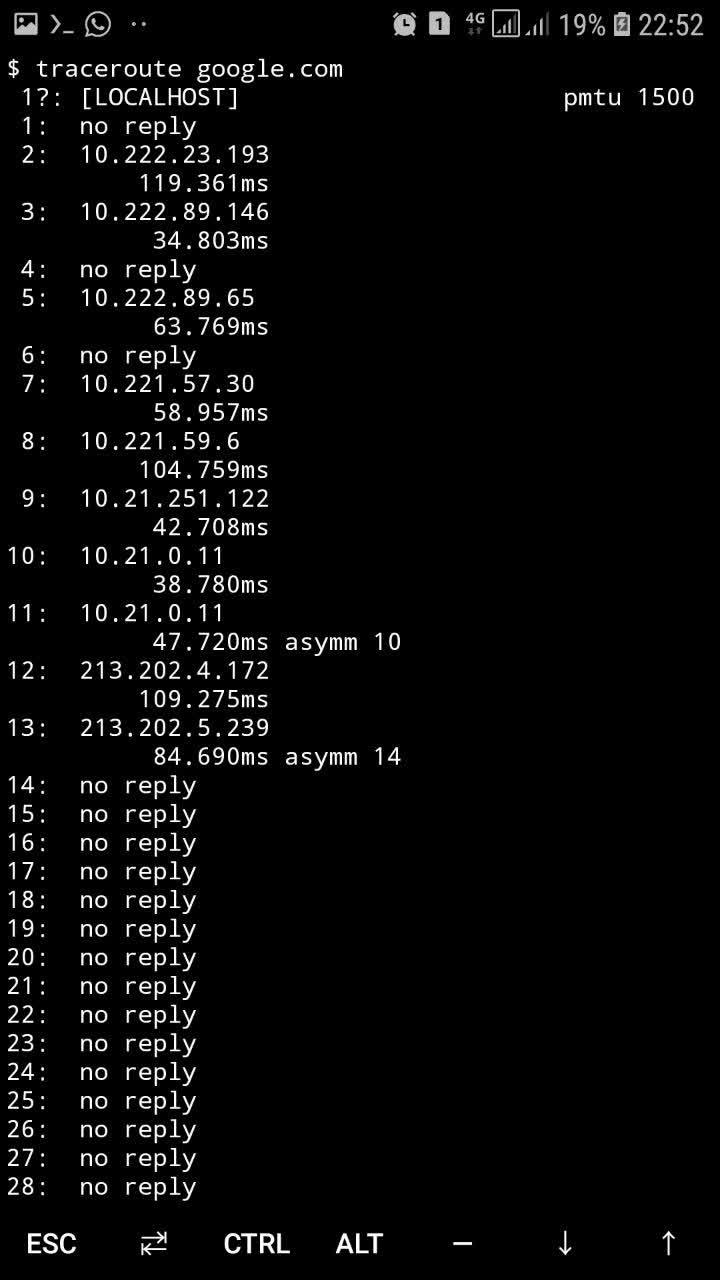 1 4G 19% 22:52
$ traceroute google.com
1?: [LOCALHOST] pmtu 1500
1: no reply
2: 10.222.23.193
119.361ms
3: 10.222.89.146
34.803ms
4: no reply
5: 10.222.89.65
63.769ms
6: no reply
7: 10.221.57.30
58.957ms
8: 10.221.59.6
104.759ms
9: 10.21.251.122
42.708ms
10: 10.21.0.11
38.780ms
11: 10.21.0.11
47.720ms asymm 10
12: 213.202.4.172
109.275ms
13: 213.202.5.239
84.690ms asymm 14
14: no reply
15: no reply
16: no reply
17: no reply
18: no reply
19: no reply
20: no reply
21: no reply
22: no reply
23: no reply
24: no reply
25: no reply
26: no reply
27: no reply
28: no reply
ESC CTRL ALT — ↓ ↑